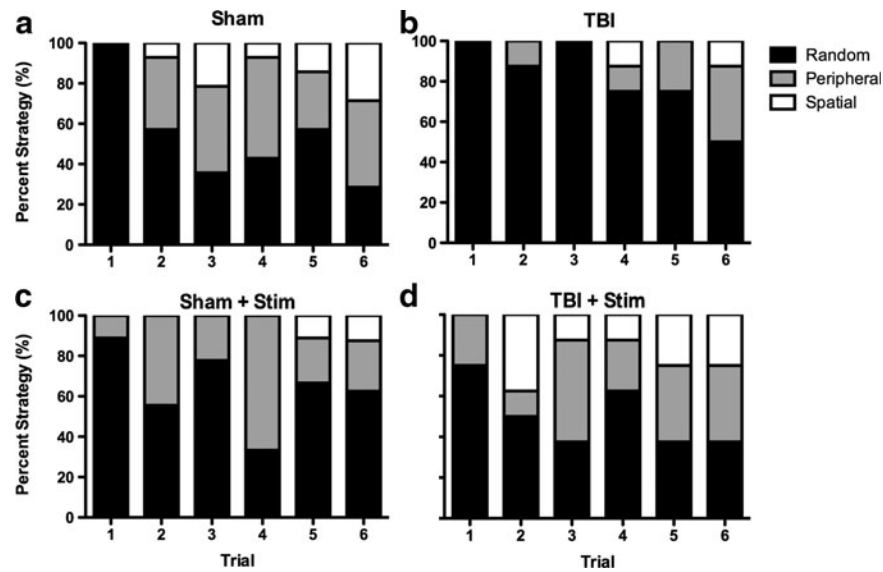 a Sham
Percent Strategy (%)
100
80
60
40
20
0
1 2 3 4 5 6
b TBI
100
80
60
40
20
0
1 2 3 4 5 6
Random
Peripheral
Spatial
c Sham + Stim
Percent Strategy (%)
100
80
60
40
20
0
1 2 3 4 5 6
Trial
d TBI + Stim
1 2 3 4 5 6
Trial